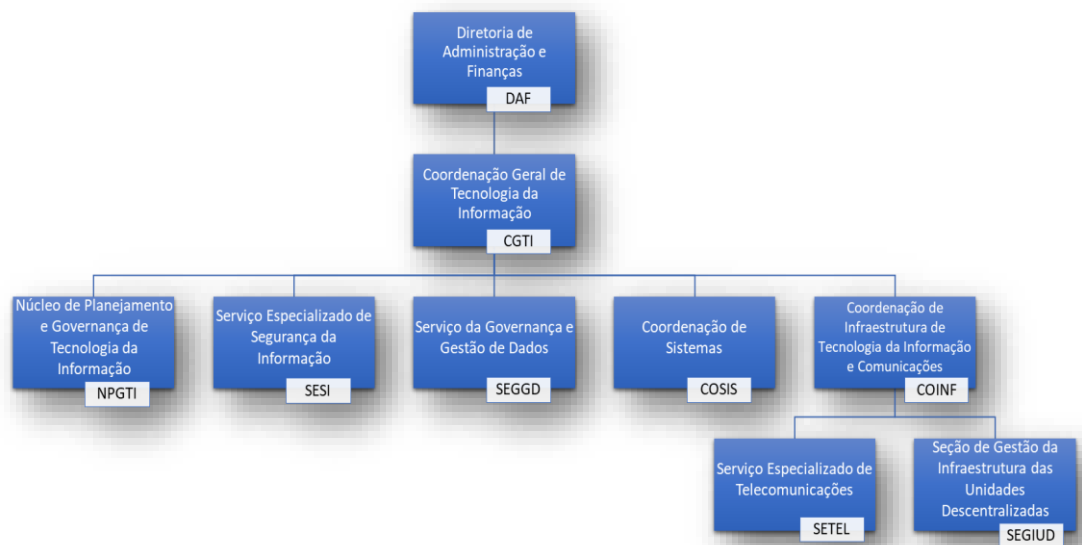 Diretoria de
Administração e
Finanças
DAF
Coordenação Geral de
Tecnologia da
Informação
CGTI
Núcleo de Planejamento
e Governança de
Tecnologia da
Informação
NPGTI
Serviço Especializado de
Segurança da
Informação
SESI
Serviço da Governança e
Gestão de Dados
SEGGD
Coordenação de
Sistemas
COSIS
Coordenação de
Infraestrutura de
Tecnologia da Informação
e Comunicações
COINF
Serviço Especializado de
Telecomunicações
SETEL
Seção de Gestão da
Infraestrutura das
Unidades
Descentralizadas
SEGIUD